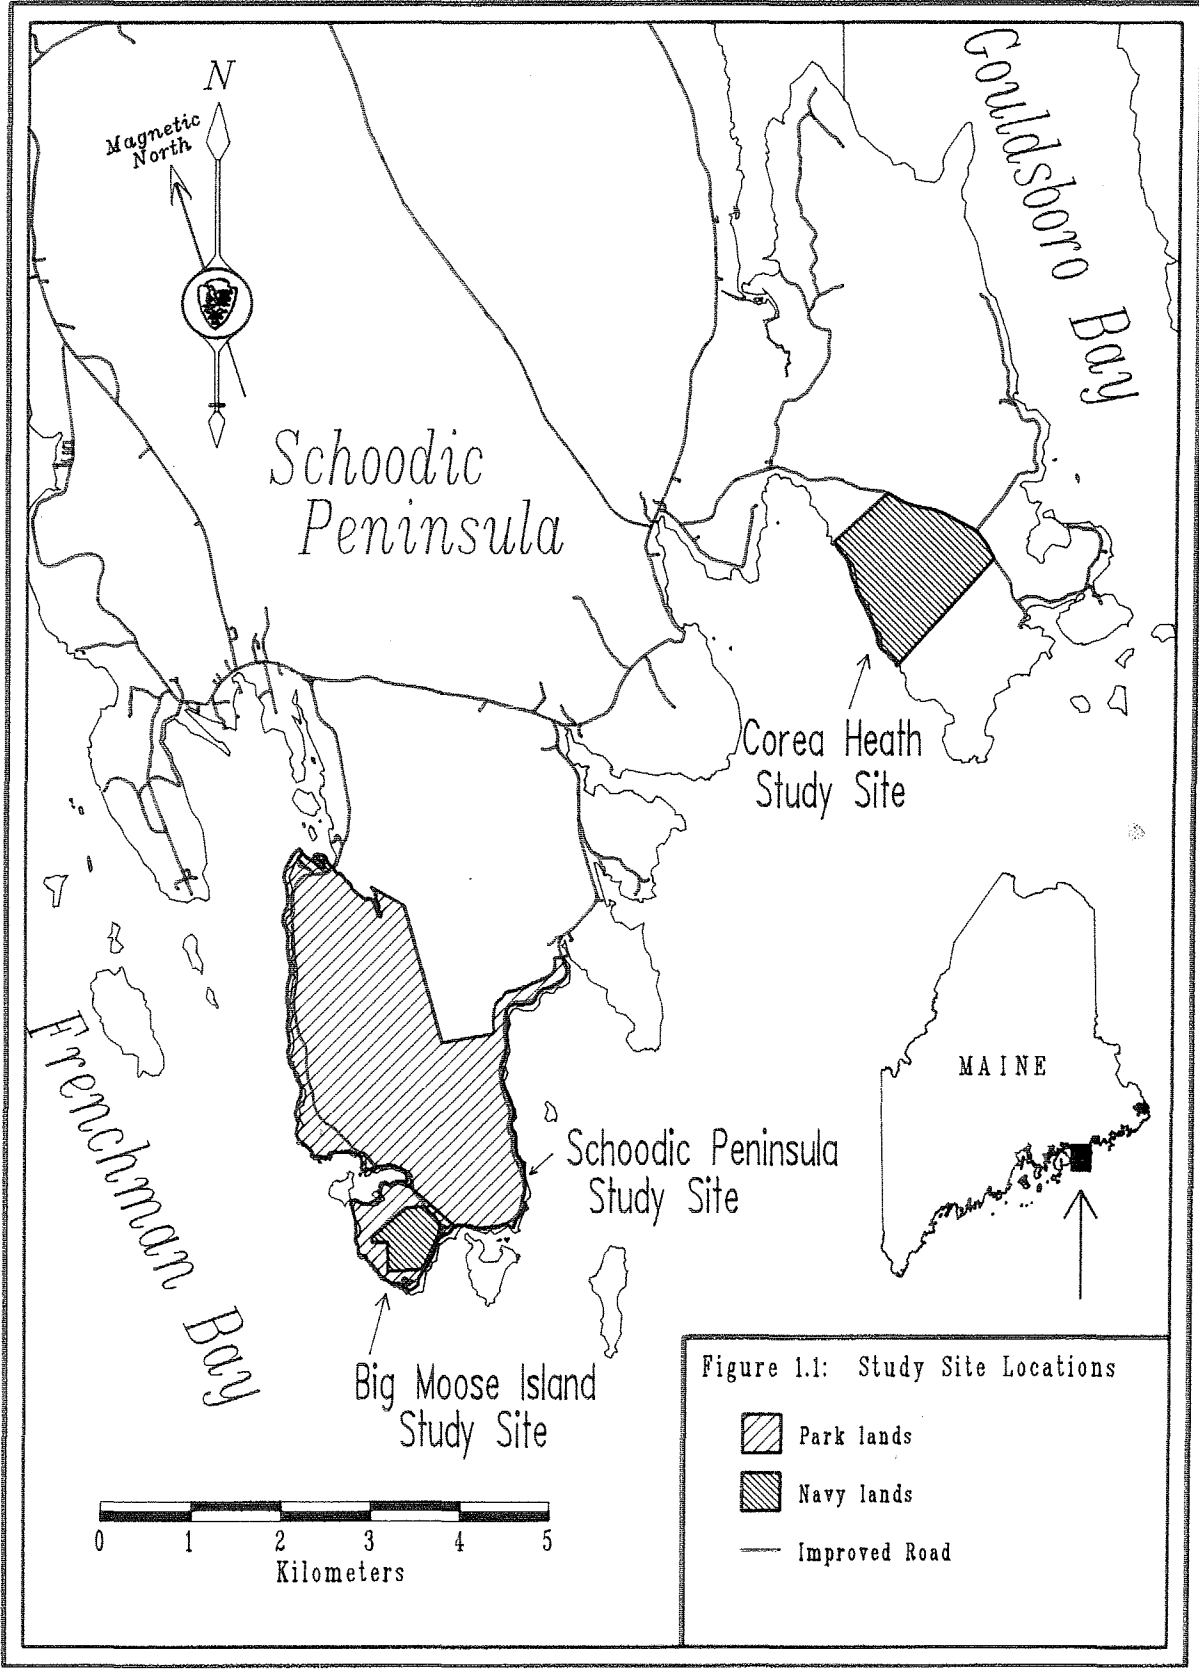 N
Magnetic
North
Gouldsboro Bay
Schoodic
Peninsula
Corea Heath
Study Site
MAINE
Frenchman Bay
Schoodic Peninsula
Study Site
Big Moose Island
Study Site
0 1 2 3 4 5
Kilometers
Figure 1.1: Study Site Locations
Park lands
Navy lands
Improved Road